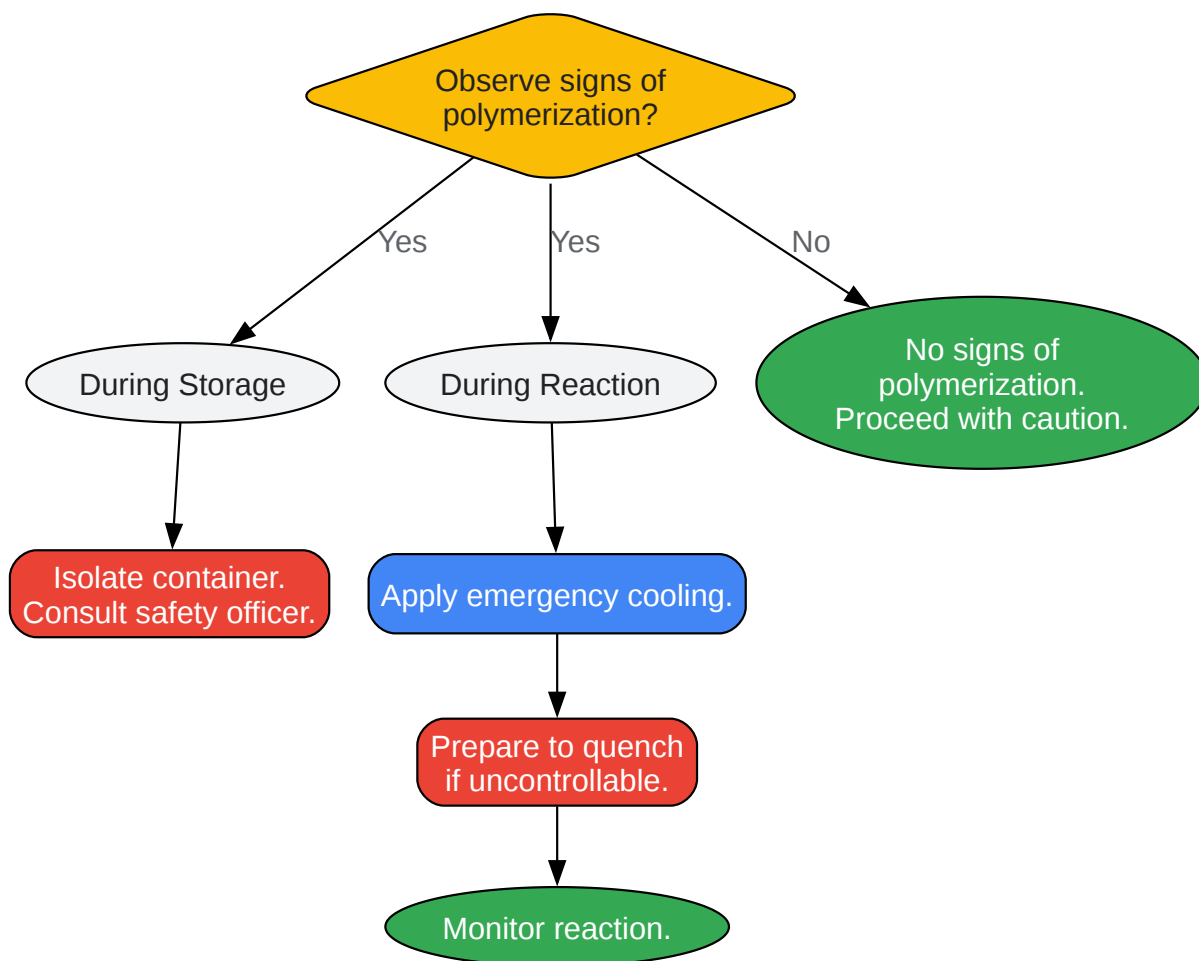 Observe signs of
polymerization?
Yes
Yes
No
During Storage
During Reaction
No signs of
polymerization.
Proceed with caution.
Isolate container.
Consult safety officer.
Apply emergency cooling.
Prepare to quench
if uncontrollable.
Monitor reaction.